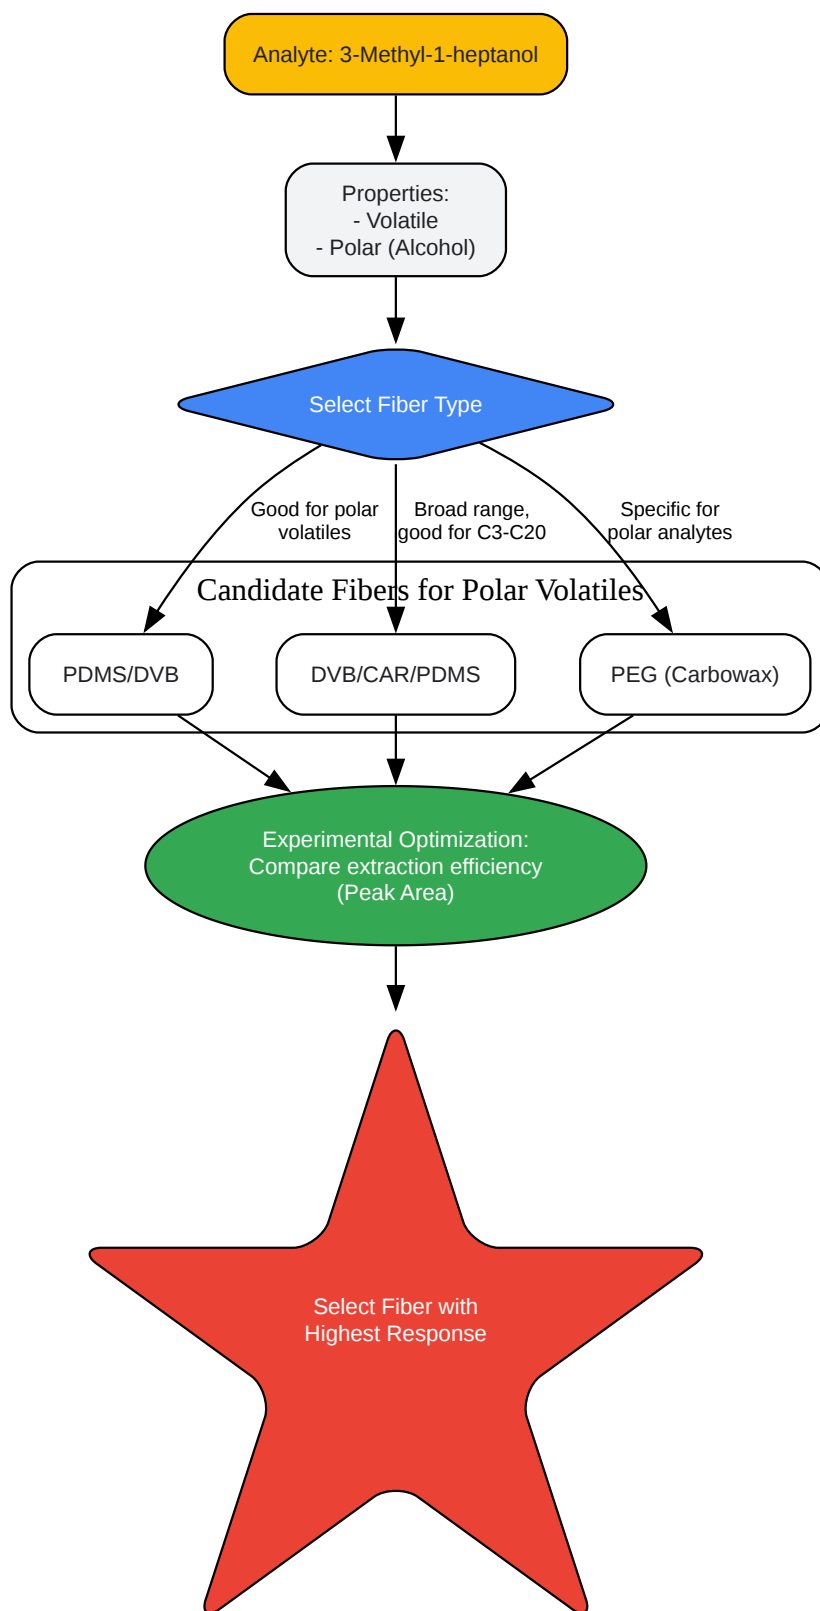 Analyte: 3-Methyl-1-heptanol
Properties:
- Volatile
- Polar (Alcohol)
Select Fiber Type
Good for polar
volatiles
Broad range,
good for C3-C20
Specific for
polar analytes
Candidate Fibers for Polar Volatiles
PDMS/DVB
DVB/CAR/PDMS
PEG (Carbowax)
Experimental Optimization:
Compare extraction efficiency
(Peak Area)
Select Fiber with
Highest Response